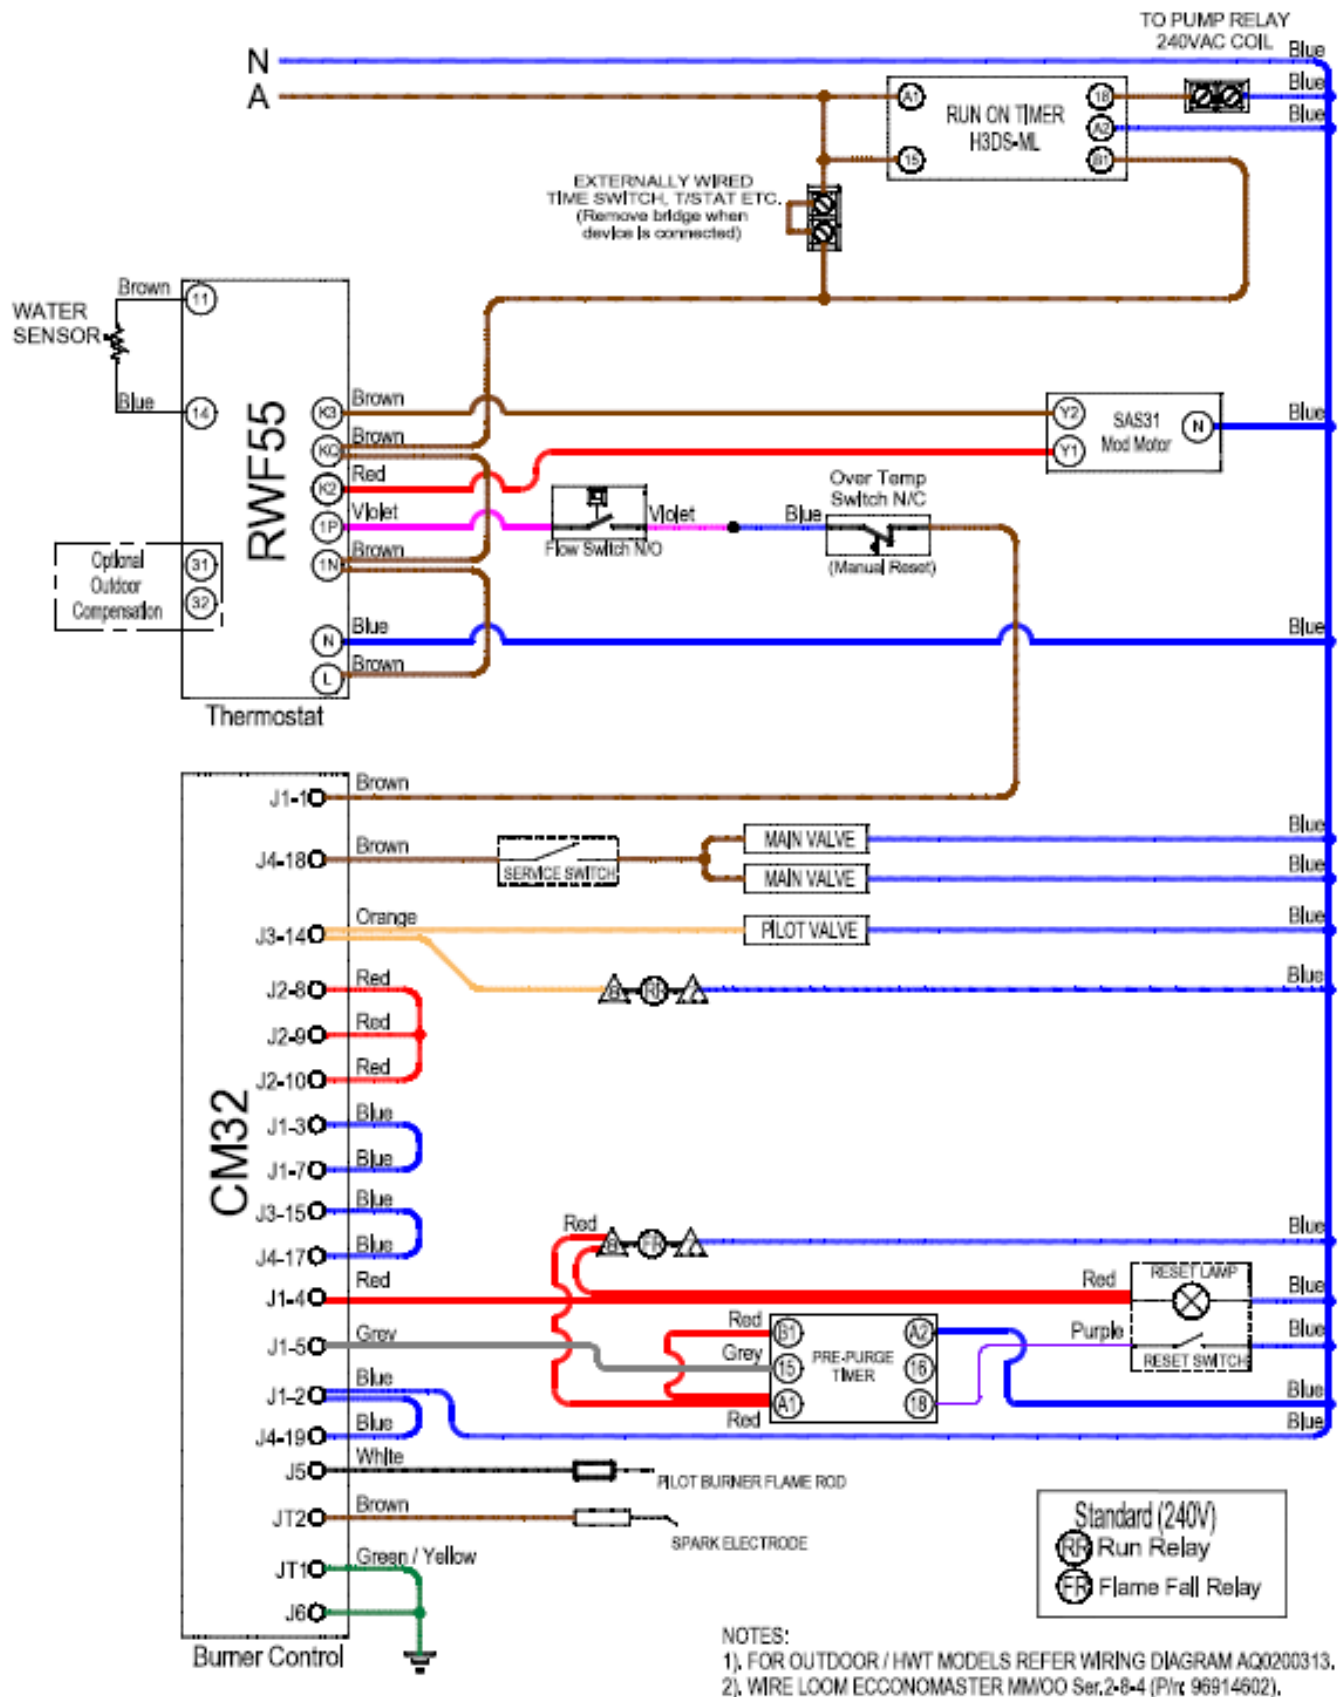 TO PUMP RELAY
240VAC COIL
Blue
N
Blue
A
A1
18
RUN ON TIMER
H3DS-ML
Blue
A2
15
B1
EXTERNALLY WIRED
TIME SWITCH, T/STAT ETC.
(Remove bridge when
device is connected)
Brown
11
WATER
SENSOR
Blue
14
RWF55
K3
Brown
Y2
SAS31
Mod Motor
N
Blue
KQ
Brown
Y1
K2
Red
1P
Violet
Flow Switch N/O
Violet
Blue
Over Temp
Switch N/C
(Manual Reset)
Optional
Outdoor
Compensation
31
32
1N
Brown
N
Blue
Blue
L
Brown
Thermostat
CM32
J1-1
Brown
J4-18
Brown
SERVICE SWITCH
MAIN VALVE
Blue
MAIN VALVE
Blue
J3-14
Orange
PILOT VALVE
Blue
8
RR
Blue
J2-8
Red
J2-9
Red
J2-10
Red
J1-3
Blue
J1-7
Blue
J3-15
Blue
J4-17
Blue
Red
8
FR
Blue
J1-4
Red
Red
RESET LAMP
Blue
J1-5
Grey
Red
B1
A2
Purple
RESET SWITCH
Blue
Grey
15
PRE-PURGE
TIMER
16
J1-2
Blue
A1
18
Blue
Red
J4-19
Blue
Blue
J5
White
PILOT BURNER FLAME ROD
JT2
Brown
SPARK ELECTRODE
JT1
Green / Yellow
J6
Burner Control
Standard (240V)
RR Run Relay
FR Flame Fall Relay
NOTES:
1). FOR OUTDOOR / HWT MODELS REFER WIRING DIAGRAM AQ0200313.
2). WIRE LOOM ECCONOMASTER MM/OO Ser.2-8-4 (P/n: 96914602).